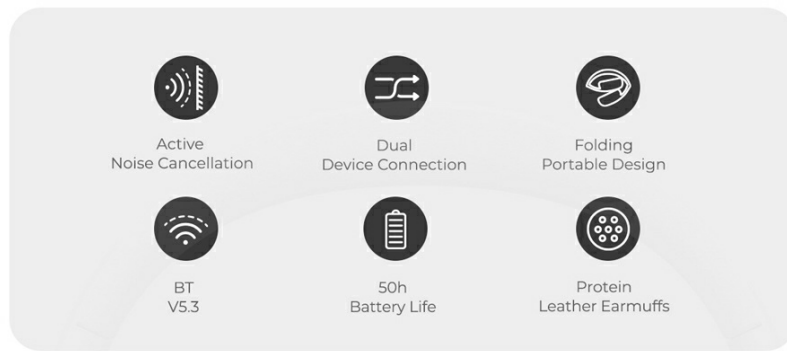 Active
Noise Cancellation
Dual
Device Connection
Folding
Portable Design
BT
V5.3
50h
Battery Life
Protein
Leather Earmuffs